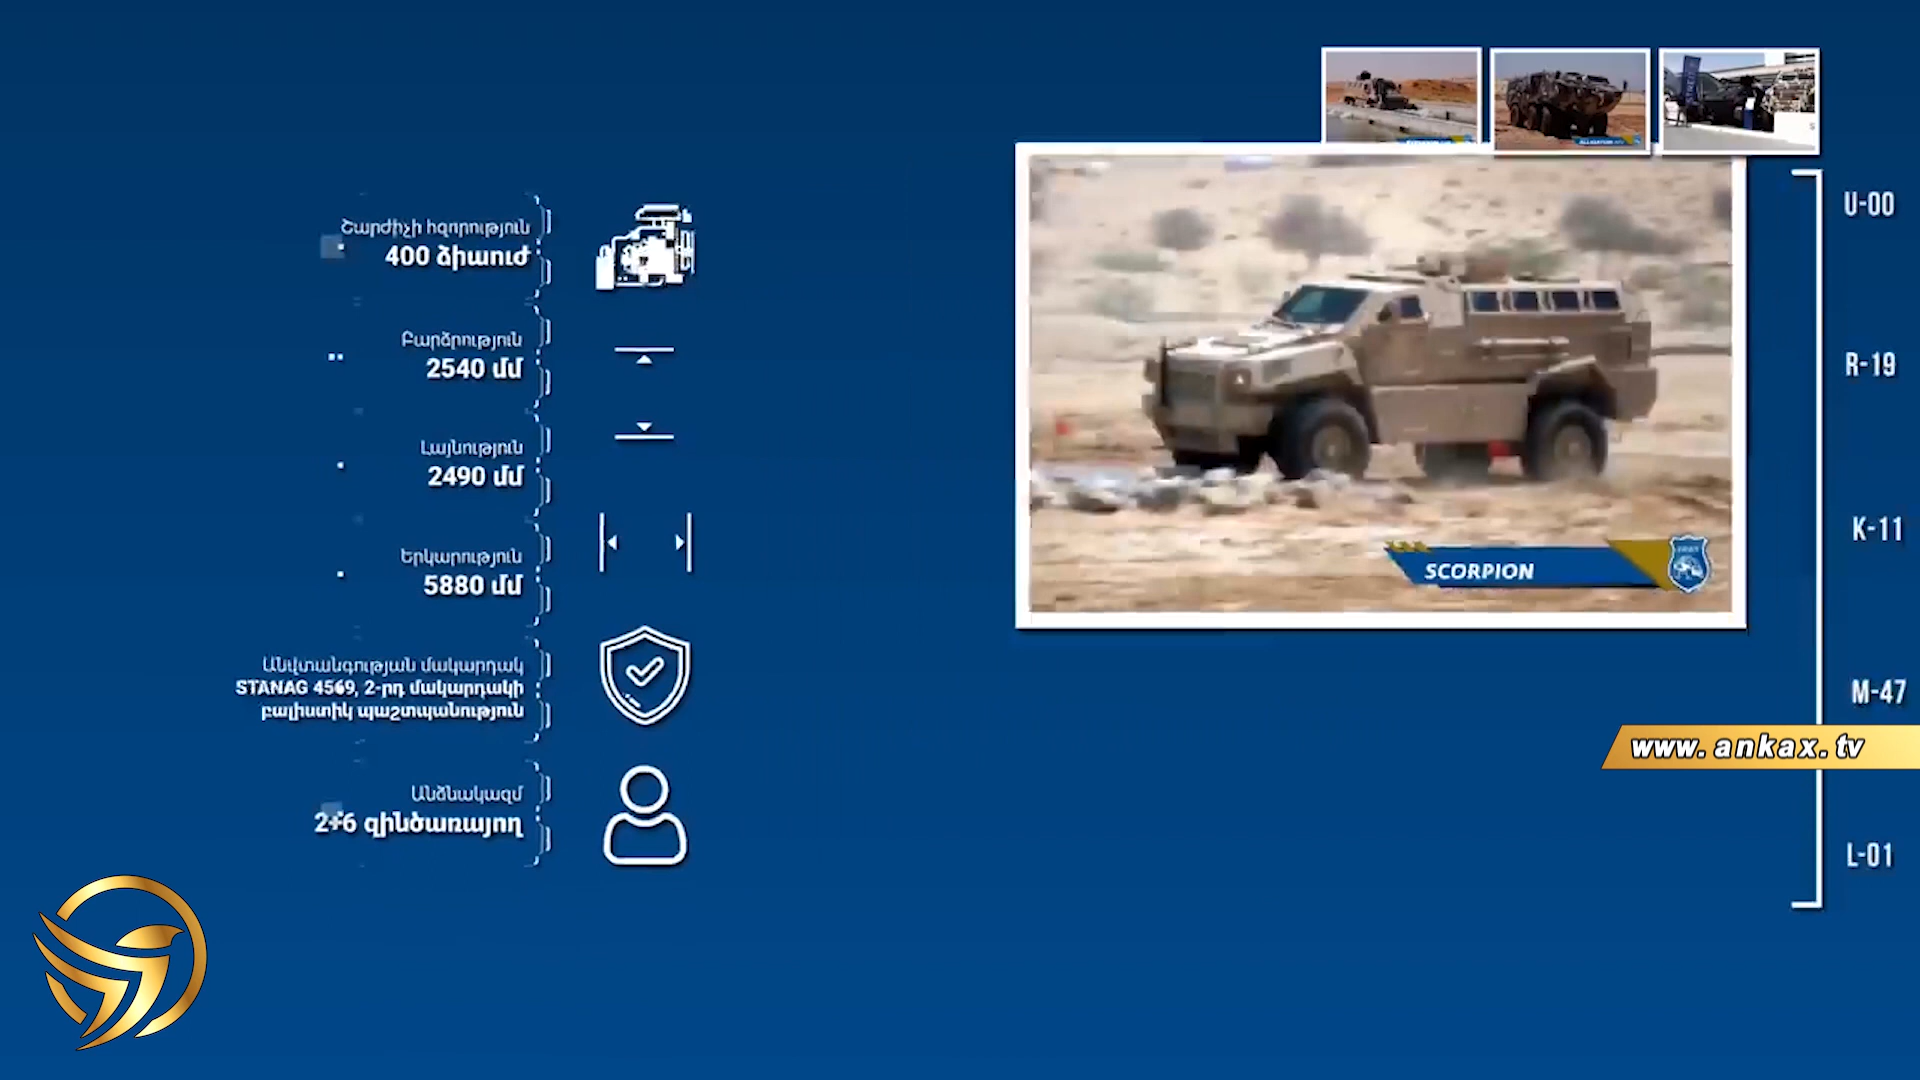 Շարժիչի հզորություն
400 ձիաուժ
Բարձրություն
2540 մմ
Լայնություն
2490 մմ
Երկարություն
5880 մմ
Անվտանգության մակարդակ
STANAG 4569, 2-րդ մակարդակի
բալիստիկ պաշտպանություն
Անձնակազմ
2+6 զինծառայող
ALLIGATOR
SCORPION
U-00
R-19
K-11
M-47
L-01
www.ankax.tv